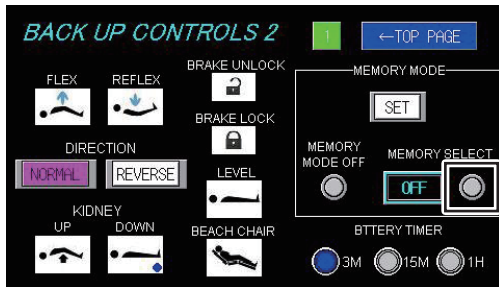 BACK UP CONTROLS 2
1
←TOP PAGE
FLEX
REFLEX
BRAKE UNLOCK
BRAKE LOCK
DIRECTION
NORMAL
REVERSE
LEVEL
KIDNEY
UP
DOWN
BEACH CHAIR
MEMORY MODE
SET
MEMORY
MODE OFF
MEMORY SELECT
OFF
BTTERY TIMER
3M
15M
1H